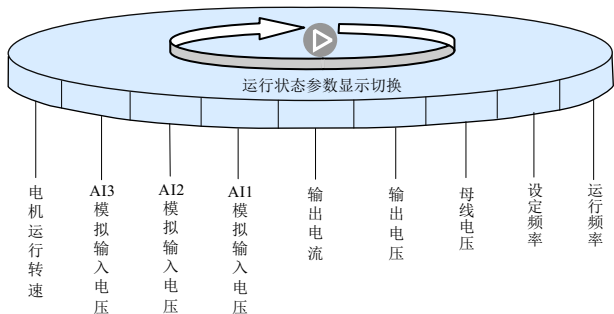 运行状态参数显示切换
电机运行转速
AI3模拟输入电压
AI2模拟输入电压
AI1模拟输入电压
输出电流
输出电压
母线电压
设定频率
运行频率